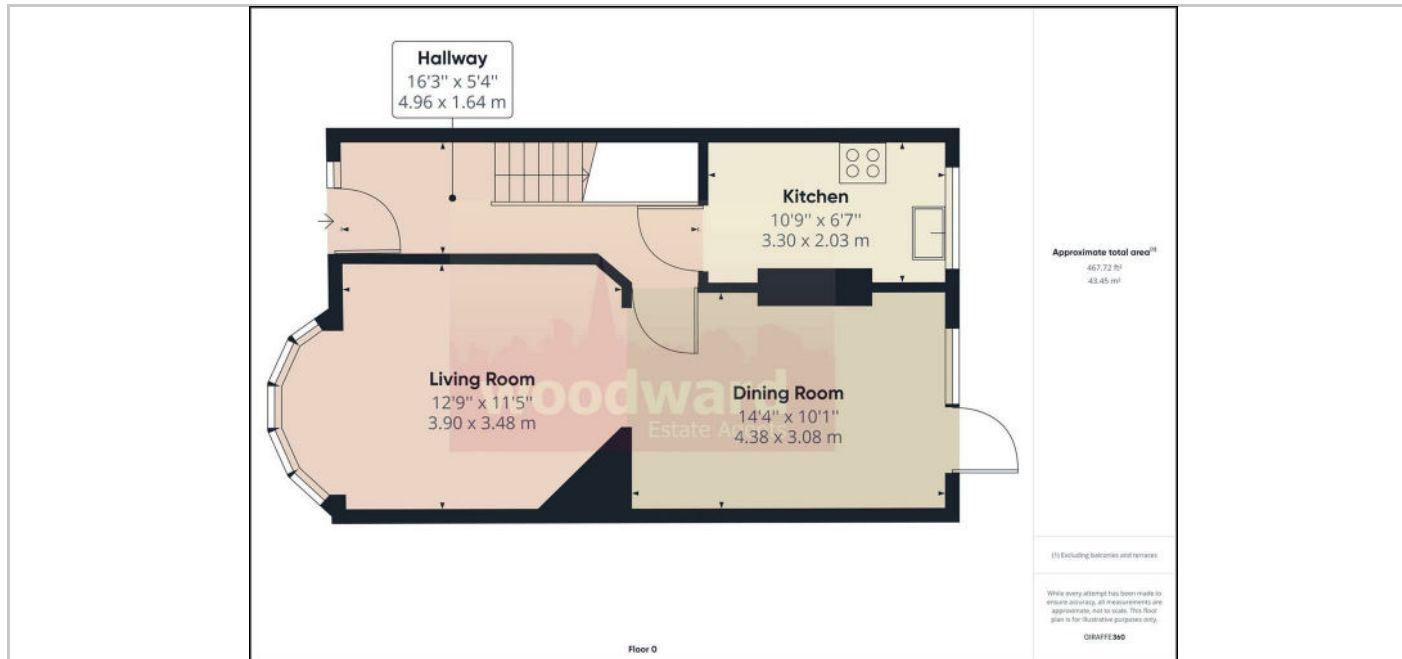 Hallway
16'3'' x 5'4''
4.96 x 1.64 m
Kitchen
10'9'' x 6'7''
3.30 x 2.03 m
Living Room
12'9'' x 11'5''
3.90 x 3.48 m
Dining Room
14'4'' x 10'1''
4.38 x 3.08 m
woodward
Estate Agents
Approximate total area⁽¹⁾
467.72 ft²
43.45 m²
(1) Excluding balconies and terraces
While every attempt has been made to
ensure accuracy, all measurements are
approximate, not to scale. This floor
plan is for illustrative purposes only.
GIRAFFE360
Floor 0